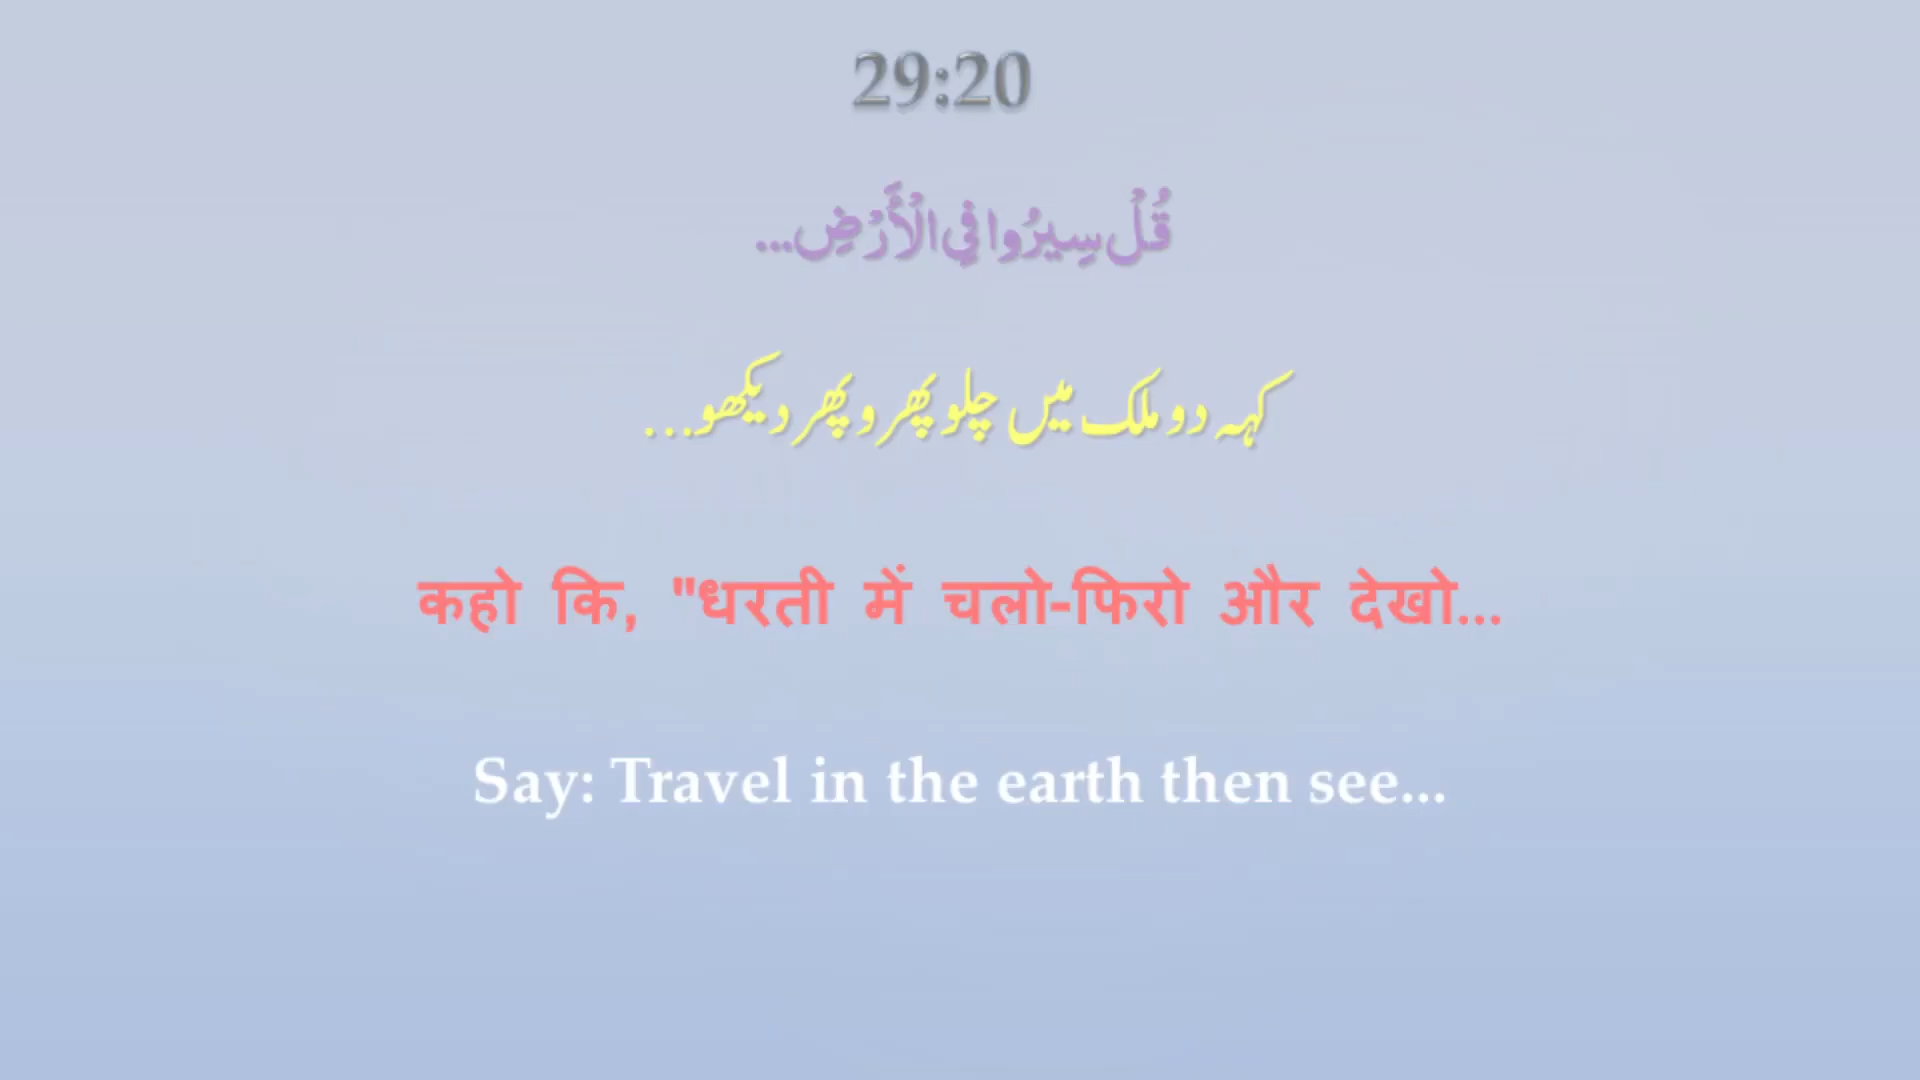 29:20
قُلْ سِيرُوا فِي الْأَرْضِ...
کہہ دو ملک میں چلو پھرو پھر دیکھو...
कहो कि, "धरती में चलो-फिरो और देखो...
Say: Travel in the earth then see...